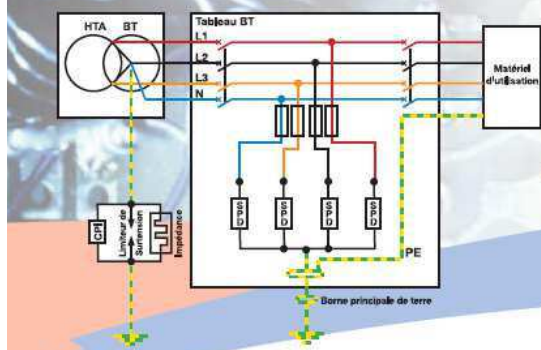 HTA BT
Tableau BT
L1
L2
L3
N
Matériel
d'utilisation
CPI
Limiteur de
Surtension
Impédance
SPD
SPD
SPD
SPD
PE
Borne principale de terre